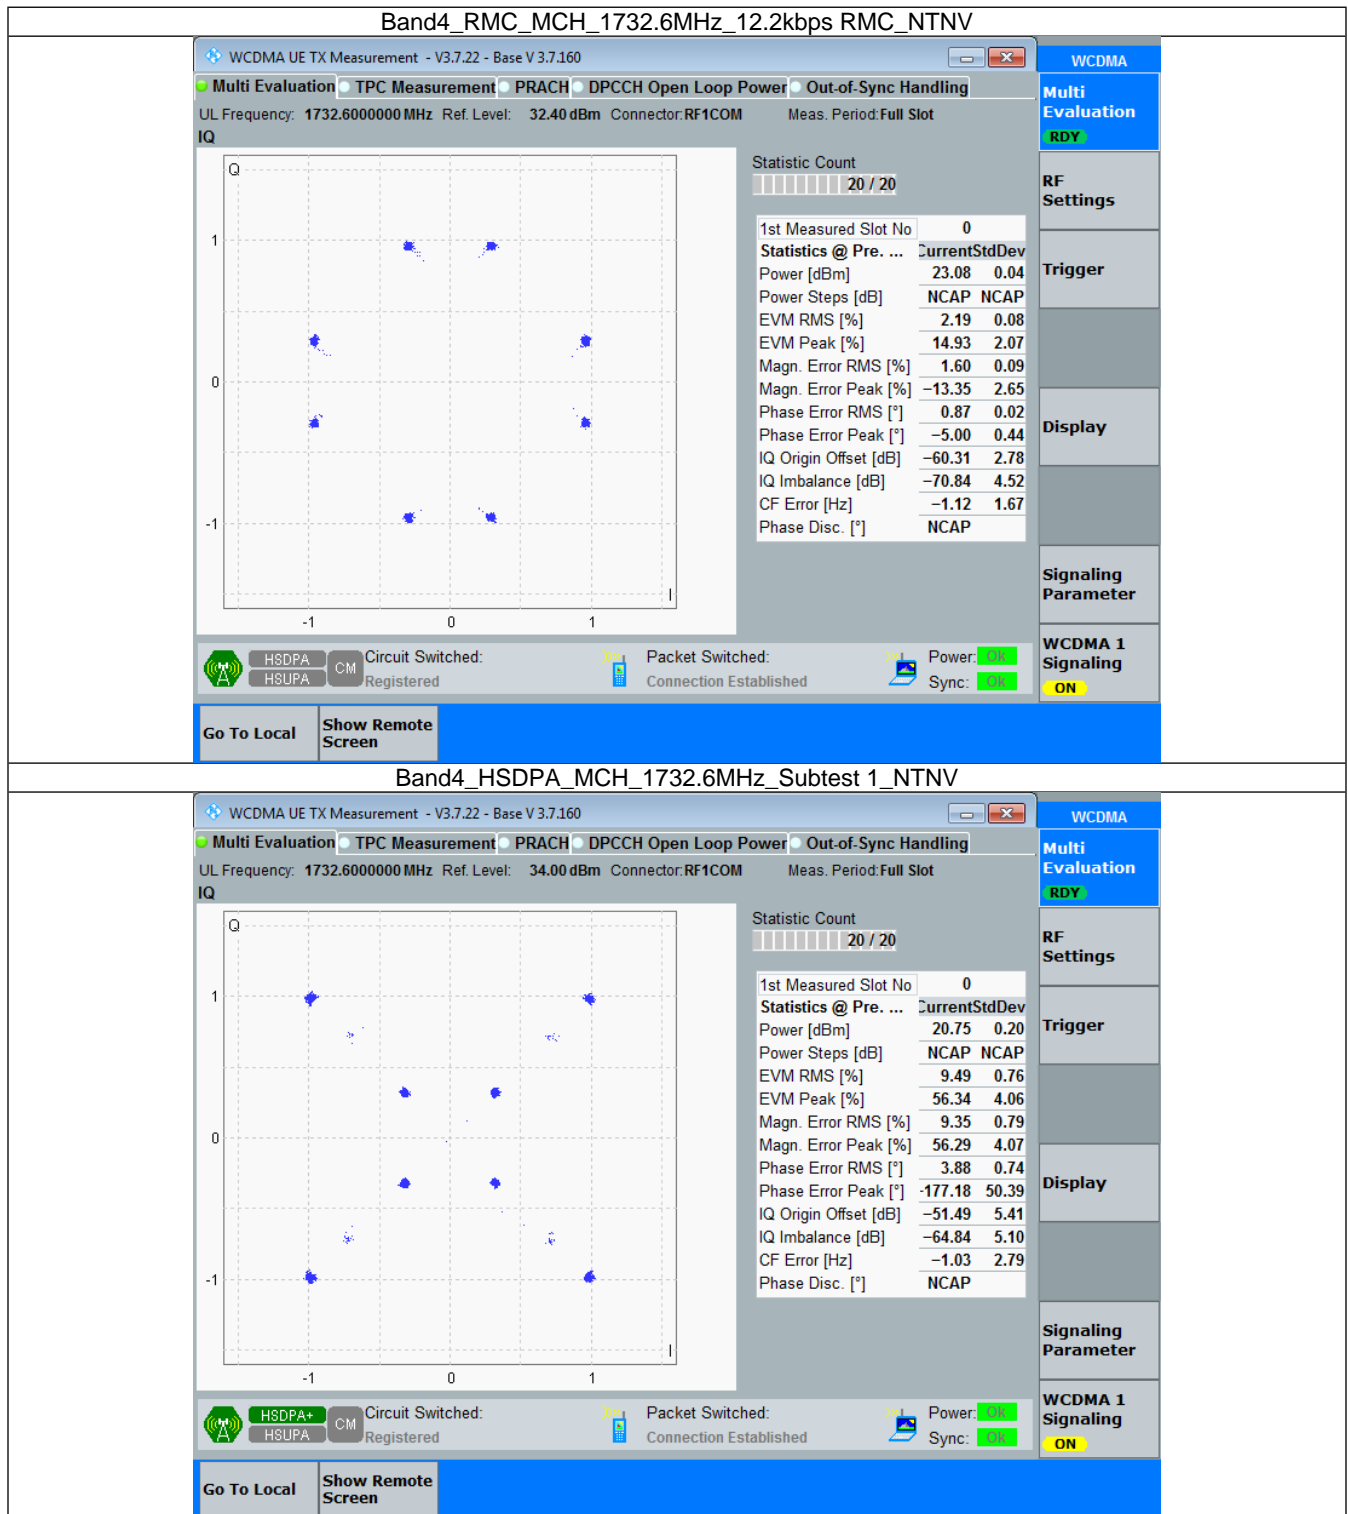 Band4_RMC_MCH_1732.6MHz_12.2kbps RMC_NTNV
WCDMA UE TX Measurement - V3.7.22 - Base V 3.7.160
WCDMA
Multi Evaluation TPC Measurement PRACH DPCCH Open Loop Power Out-of-Sync Handling
Multi
Evaluation
RDY
UL Frequency: 1732.6000000 MHz Ref. Level: 32.40 dBm Connector: RF1COM Meas. Period: Full Slot
IQ
Q
1
0
-1
I
-1 0 1
Statistic Count
20 / 20
1st Measured Slot No 0
Statistics @ Pre. ... Current StdDev
Power [dBm] 23.08 0.04
Power Steps [dB] NCAP NCAP
EVM RMS [%] 2.19 0.08
EVM Peak [%] 14.93 2.07
Magn. Error RMS [%] 1.60 0.09
Magn. Error Peak [%] −13.35 2.65
Phase Error RMS [°] 0.87 0.02
Phase Error Peak [°] −5.00 0.44
IQ Origin Offset [dB] −60.31 2.78
IQ Imbalance [dB] −70.84 4.52
CF Error [Hz] −1.12 1.67
Phase Disc. [°] NCAP
RF
Settings
Trigger
Display
Signaling
Parameter
WCDMA 1
Signaling
ON
HSDPA
HSUPA
CM
Circuit Switched:
Registered
Packet Switched:
Connection Established
Power: Ok
Sync: Ok
Go To Local
Show Remote
Screen
Band4_HSDPA_MCH_1732.6MHz_Subtest 1_NTNV
WCDMA UE TX Measurement - V3.7.22 - Base V 3.7.160
WCDMA
Multi Evaluation TPC Measurement PRACH DPCCH Open Loop Power Out-of-Sync Handling
Multi
Evaluation
RDY
UL Frequency: 1732.6000000 MHz Ref. Level: 34.00 dBm Connector: RF1COM Meas. Period: Full Slot
IQ
Q
1
0
-1
I
-1 0 1
Statistic Count
20 / 20
1st Measured Slot No 0
Statistics @ Pre. ... Current StdDev
Power [dBm] 20.75 0.20
Power Steps [dB] NCAP NCAP
EVM RMS [%] 9.49 0.76
EVM Peak [%] 56.34 4.06
Magn. Error RMS [%] 9.35 0.79
Magn. Error Peak [%] 56.29 4.07
Phase Error RMS [°] 3.88 0.74
Phase Error Peak [°] -177.18 50.39
IQ Origin Offset [dB] −51.49 5.41
IQ Imbalance [dB] −64.84 5.10
CF Error [Hz] −1.03 2.79
Phase Disc. [°] NCAP
RF
Settings
Trigger
Display
Signaling
Parameter
WCDMA 1
Signaling
ON
HSDPA+
HSUPA
CM
Circuit Switched:
Registered
Packet Switched:
Connection Established
Power: Ok
Sync: Ok
Go To Local
Show Remote
Screen